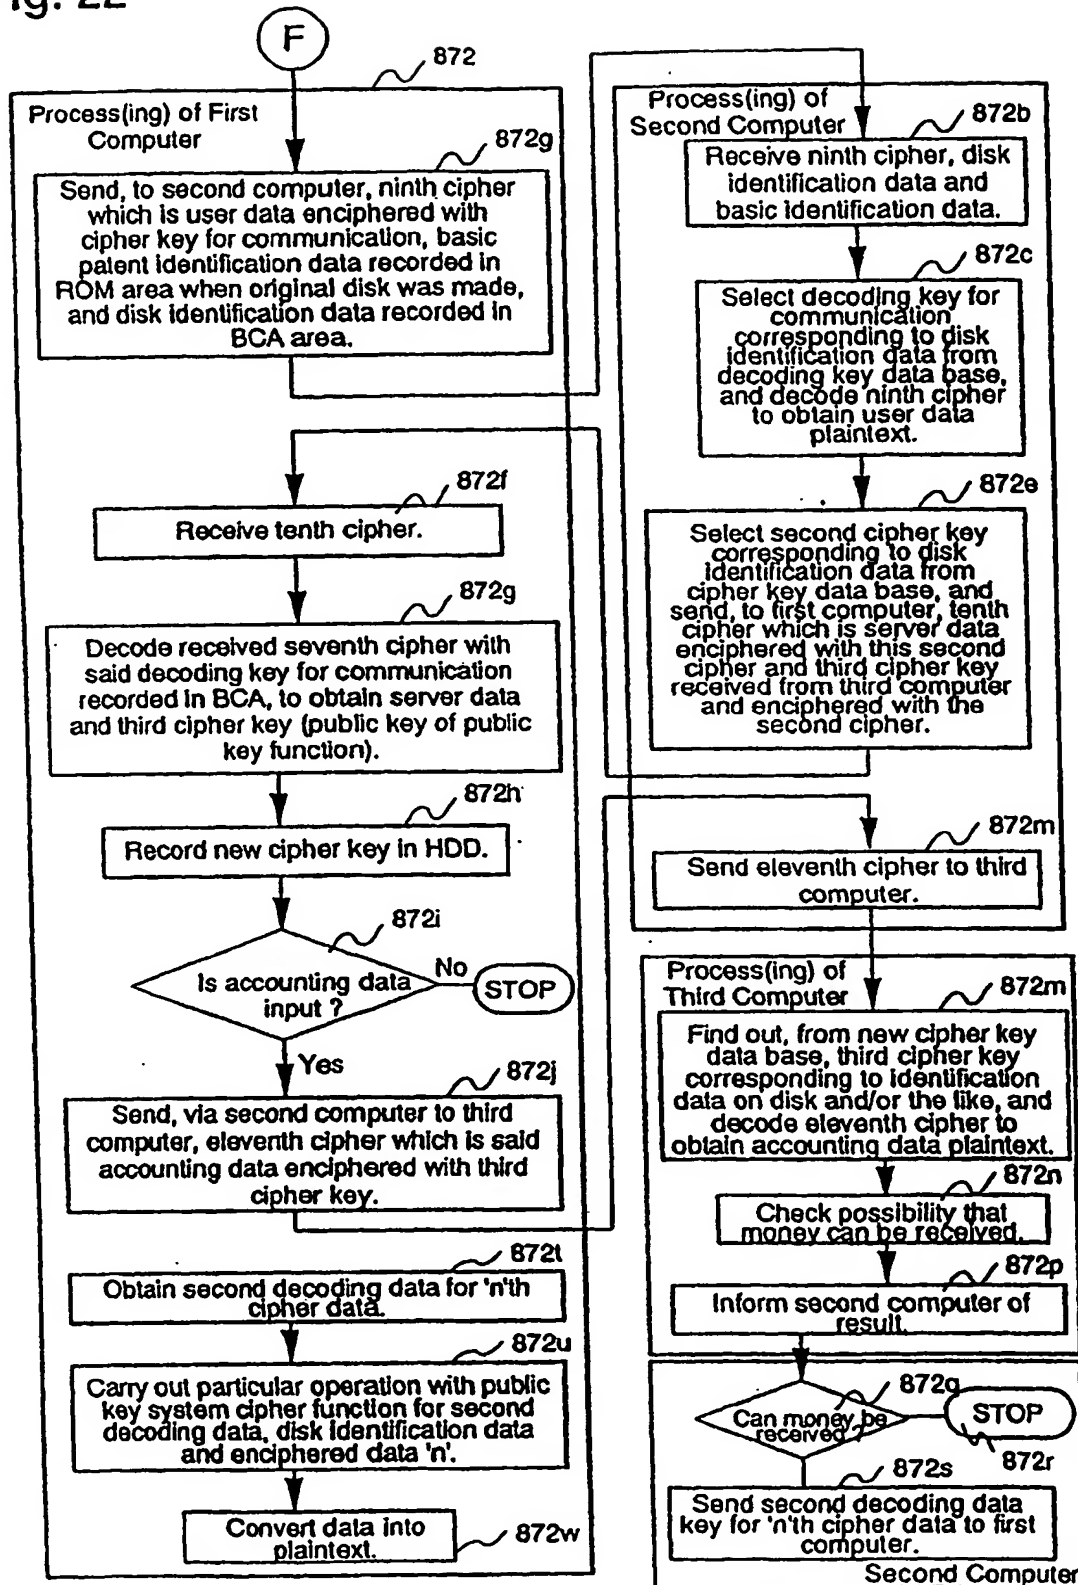 ig. 22
F
872
Process(ing) of First
Computer
872g
Send, to second computer, ninth cipher
which is user data enciphered with
cipher key for communication, basic
patent identification data recorded in
ROM area when original disk was made,
and disk identification data recorded in
BCA area.
872f
Receive tenth cipher.
872g
Decode received seventh cipher with
said decoding key for communication
recorded in BCA, to obtain server data
and third cipher key (public key of public
key function).
872h
Record new cipher key in HDD.
872i
Is accounting data
input ?
No
STOP
Yes
872j
Send, via second computer to third
computer, eleventh cipher which is said
accounting data enciphered with third
cipher key.
872t
Obtain second decoding data for 'n'th
cipher data.
872u
Carry out particular operation with public
key system cipher function for second
decoding data, disk identification data
and enciphered data 'n'.
Convert data into
plaintext.
872w
Process(ing) of
Second Computer
872b
Receive ninth cipher, disk
identification data and
basic identification data.
872c
Select decoding key for
communication
corresponding to disk
identification data from
decoding key data base,
and decode ninth cipher
to obtain user data
plaintext.
872e
Select second cipher key
corresponding to disk
identification data from
cipher key data base, and
send, to first computer, tenth
cipher which is server data
enciphered with this second
cipher and third cipher key
received from third computer
and enciphered with the
second cipher.
872m
Send eleventh cipher to third
computer.
Process(ing) of
Third Computer
872m
Find out, from new cipher key
data base, third cipher key
corresponding to identification
data on disk and/or the like, and
decode eleventh cipher to
obtain accounting data plaintext.
872n
Check possibility that
money can be received.
872p
Inform second computer of
result.
872q
Can money be
received ?
STOP
872r
872s
Send second decoding data
key for 'n'th cipher data to first
computer.
Second Computer